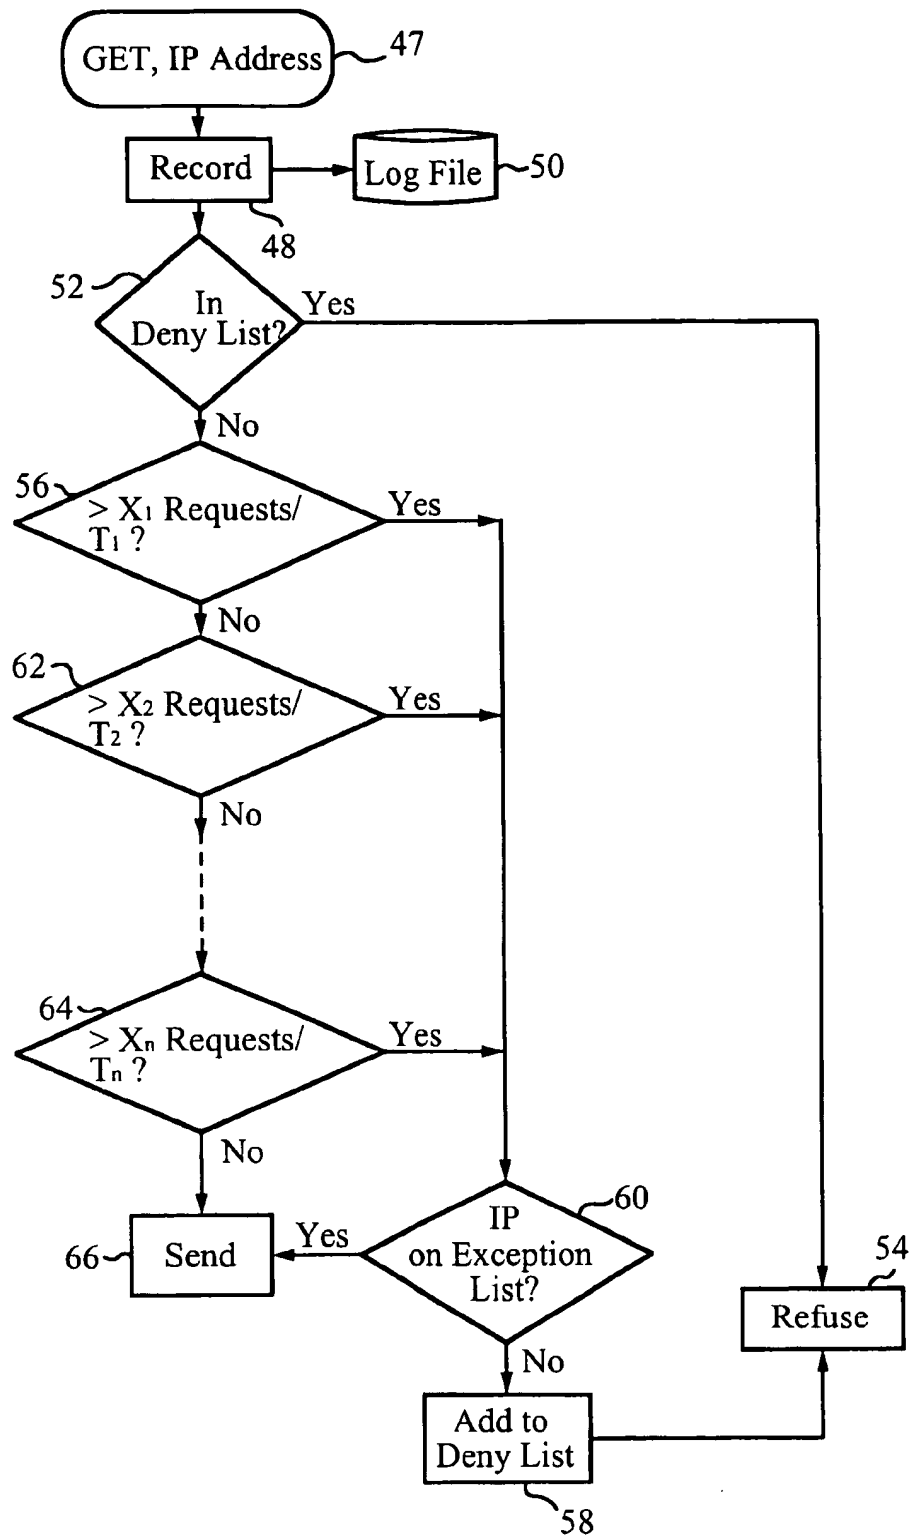 GET, IP Address
47
Record
Log File
50
48
52
In
Deny List?
Yes
No
56
> X1 Requests/
T1 ?
Yes
No
62
> X2 Requests/
T2 ?
Yes
No
64
> Xn Requests/
Tn ?
Yes
No
60
IP
on Exception
List?
Yes
66
Send
54
Refuse
No
Add to
Deny List
58